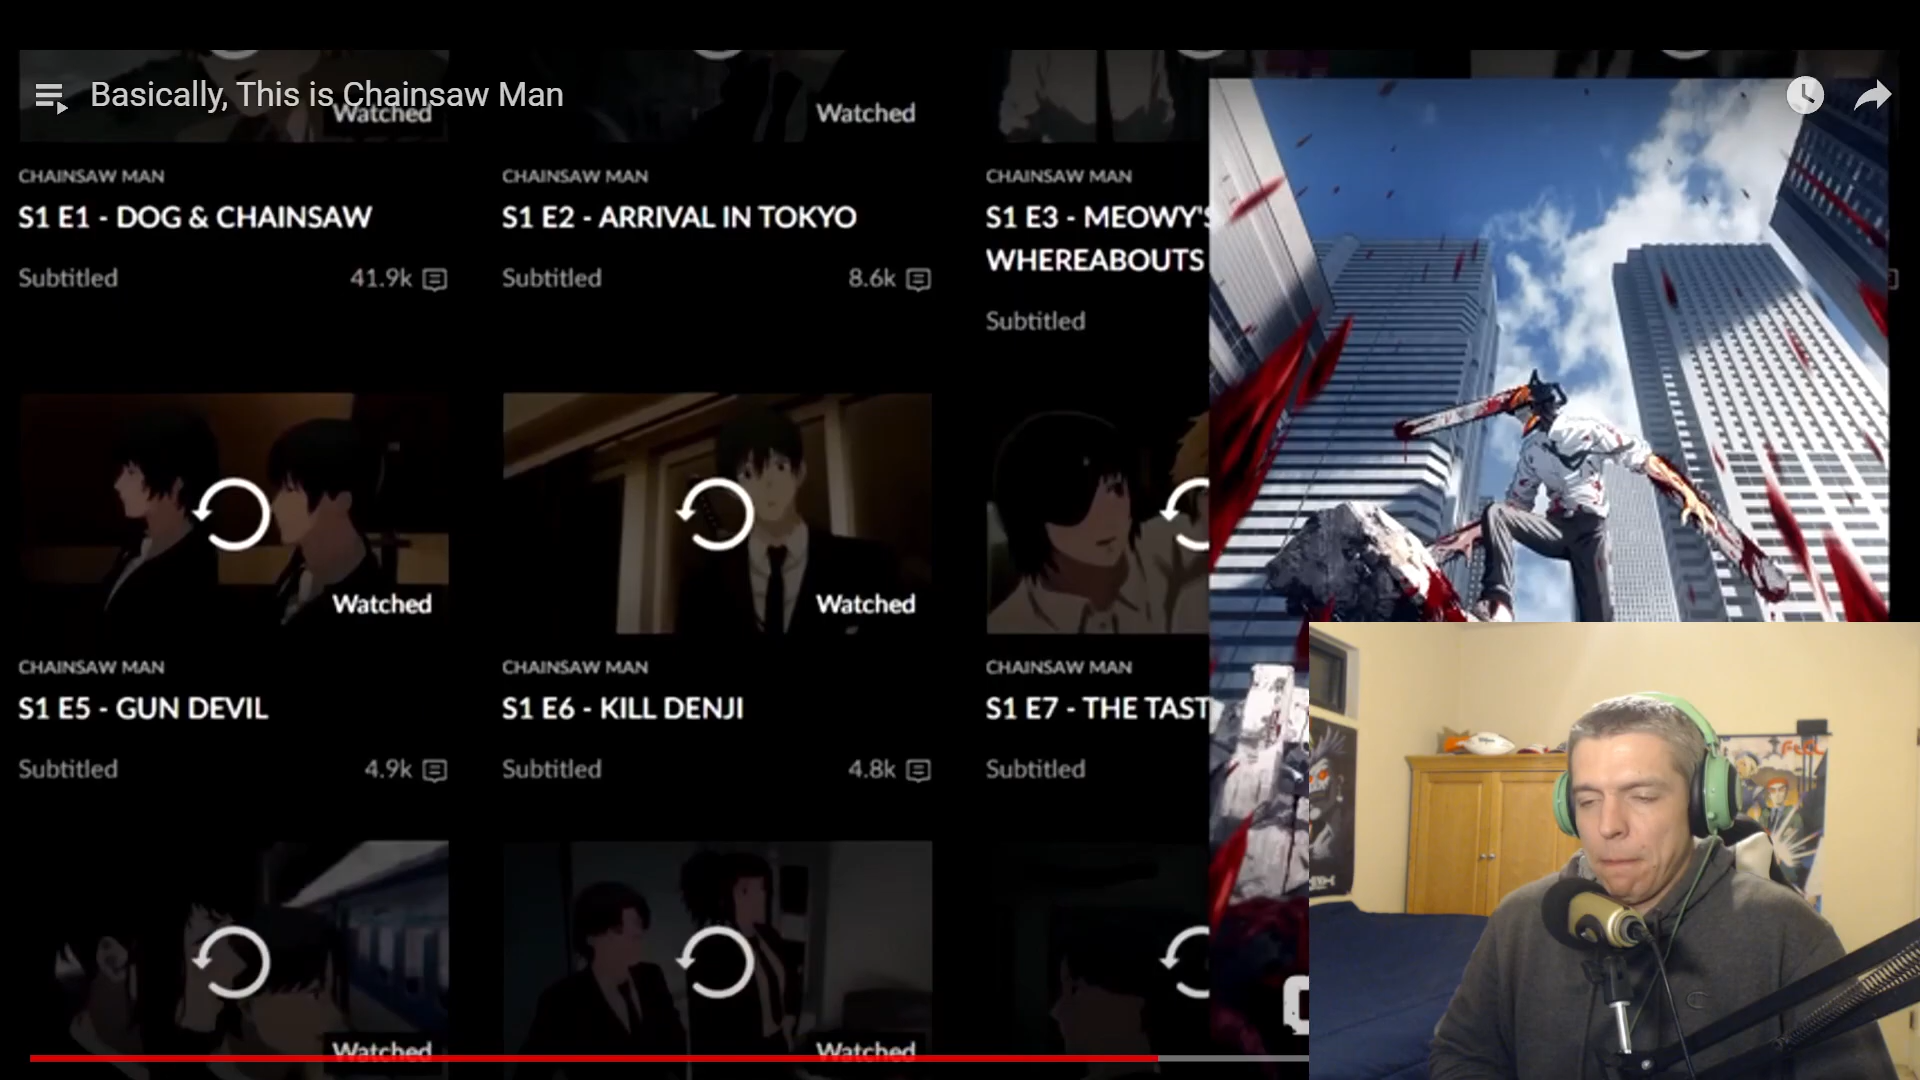 Basically, This is Chainsaw Man
Watched
Watched
CHAINSAW MAN
CHAINSAW MAN
CHAINSAW MAN
S1 E1 - DOG & CHAINSAW
S1 E2 - ARRIVAL IN TOKYO
S1 E3 - MEOWY'S
WHEREABOUTS
Subtitled
41.9k
Subtitled
8.6k
Subtitled
Watched
Watched
CHAINSAW MAN
CHAINSAW MAN
CHAINSAW MAN
S1 E5 - GUN DEVIL
S1 E6 - KILL DENJI
S1 E7 - THE TAST
Subtitled
4.9k
Subtitled
4.8k
Subtitled
Watched
Watched